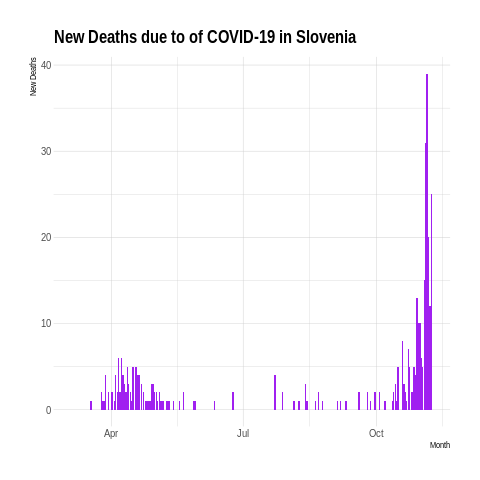 New Deaths due to of COVID-19 in Slovenia
New Deaths
40
30
20
10
0
Apr
Jul
Oct
Month